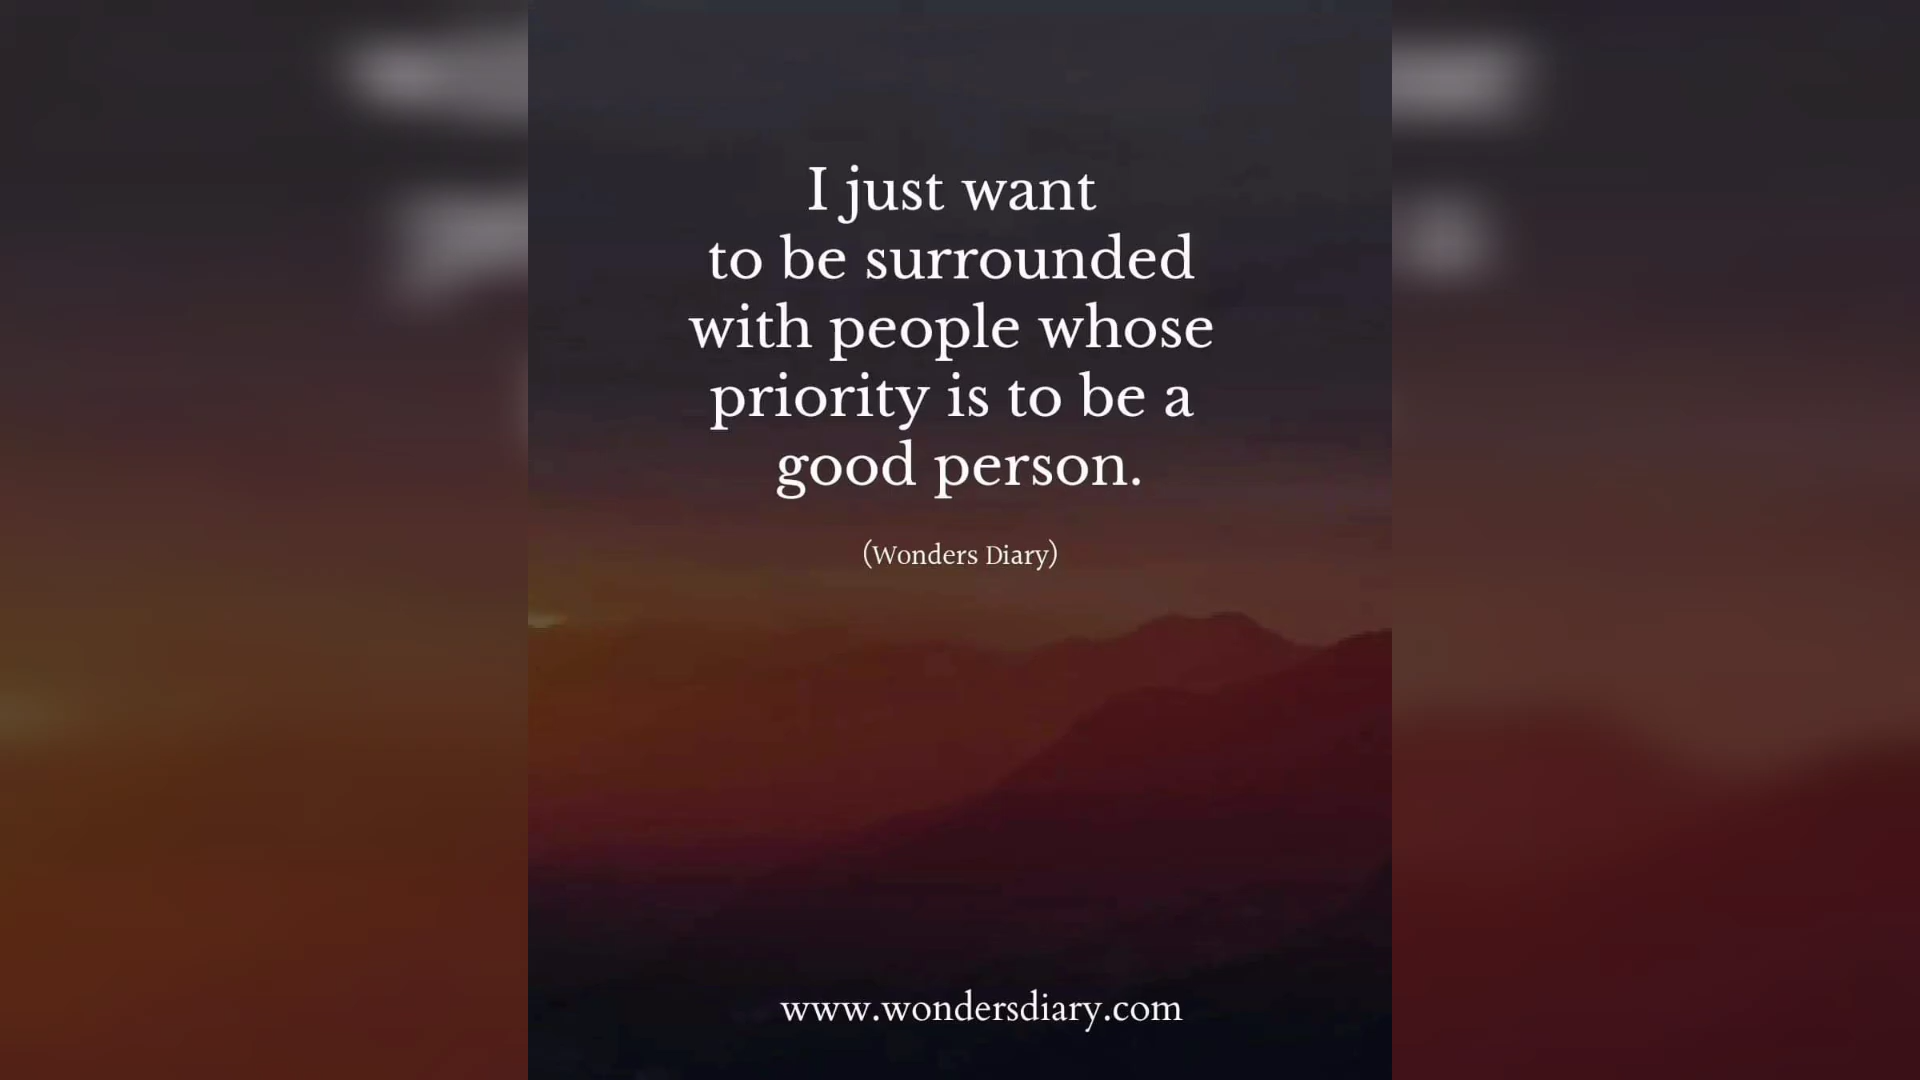 I just want
to be surrounded
with people whose
priority is to be a
good person.
(Wonders Diary)
www.wondersdiary.com